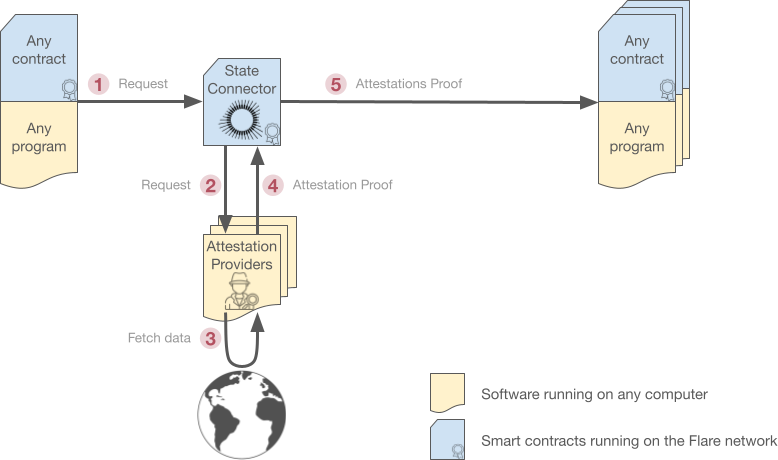 Any
contract
Any
program
1 Request
State
Connector
5 Attestations Proof
Any
contract
Any
program
Request 2
4 Attestation Proof
Attestation
Providers
Fetch data 3
Software running on any computer
Smart contracts running on the Flare network